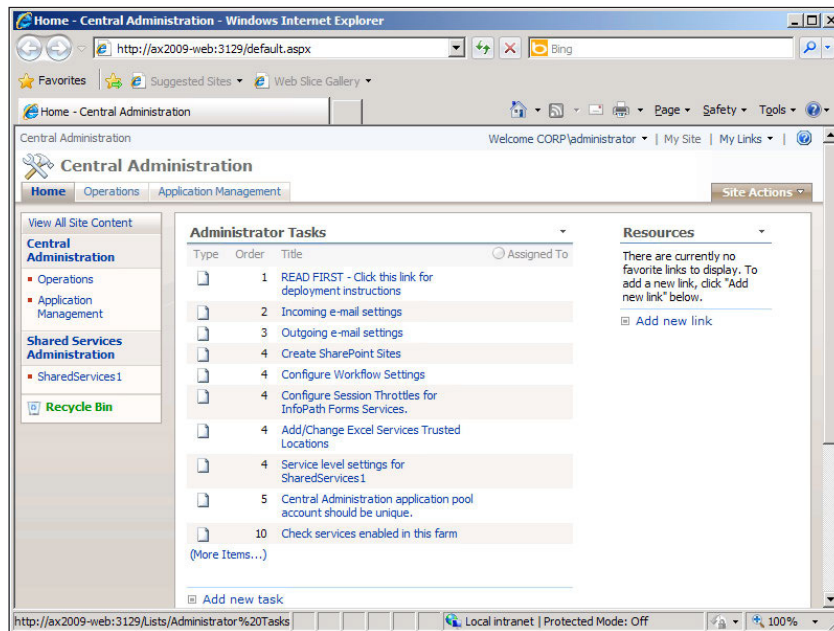 Home - Central Administration - Windows Internet Explorer
http://ax2009-web:3129/default.aspx
Bing
Favorites
Suggested Sites
Web Slice Gallery
Home - Central Administration
Page
Safety
Tools
Central Administration
Welcome CORP\administrator
| My Site | My Links |
Central Administration
Home
Operations
Application Management
Site Actions
View All Site Content
Central
Administration
Operations
Application
Management
Shared Services
Administration
SharedServices1
Recycle Bin
Administrator Tasks
Type Order Title Assigned To
1 READ FIRST - Click this link for
deployment instructions
2 Incoming e-mail settings
3 Outgoing e-mail settings
4 Create SharePoint Sites
4 Configure Workflow Settings
4 Configure Session Throttles for
InfoPath Forms Services.
4 Add/Change Excel Services Trusted
Locations
4 Service level settings for
SharedServices1
5 Central Administration application pool
account should be unique.
10 Check services enabled in this farm
(More Items...)
Add new task
Resources
There are currently no
favorite links to display. To
add a new link, click "Add
new link" below.
Add new link
http://ax2009-web:3129/Lists/Administrator%20Tasks
Local intranet | Protected Mode: Off
100%